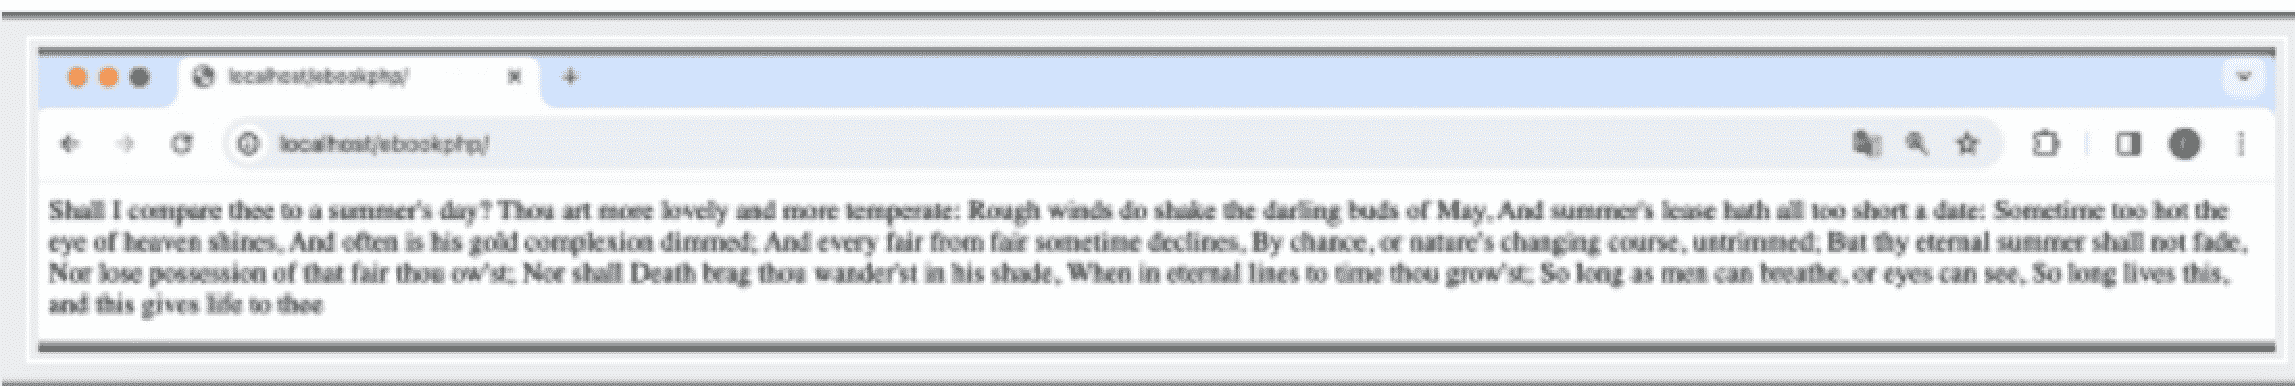 localhost/ebookphp/
localhost/ebookphp/
Shall I compare thee to a summer's day? Thou art more lovely and more temperate: Rough winds do shake the darling buds of May, And summer's lease hath all too short a date: Sometime too hot the
eye of heaven shines, And often is his gold complexion dimmed; And every fair from fair sometime declines, By chance, or nature's changing course, untrimmed; But thy eternal summer shall not fade,
Nor lose possession of that fair thou ow'st; Nor shall Death brag thou wander'st in his shade, When in eternal lines to time thou grow'st; So long as men can breathe, or eyes can see, So long lives this,
and this gives life to thee